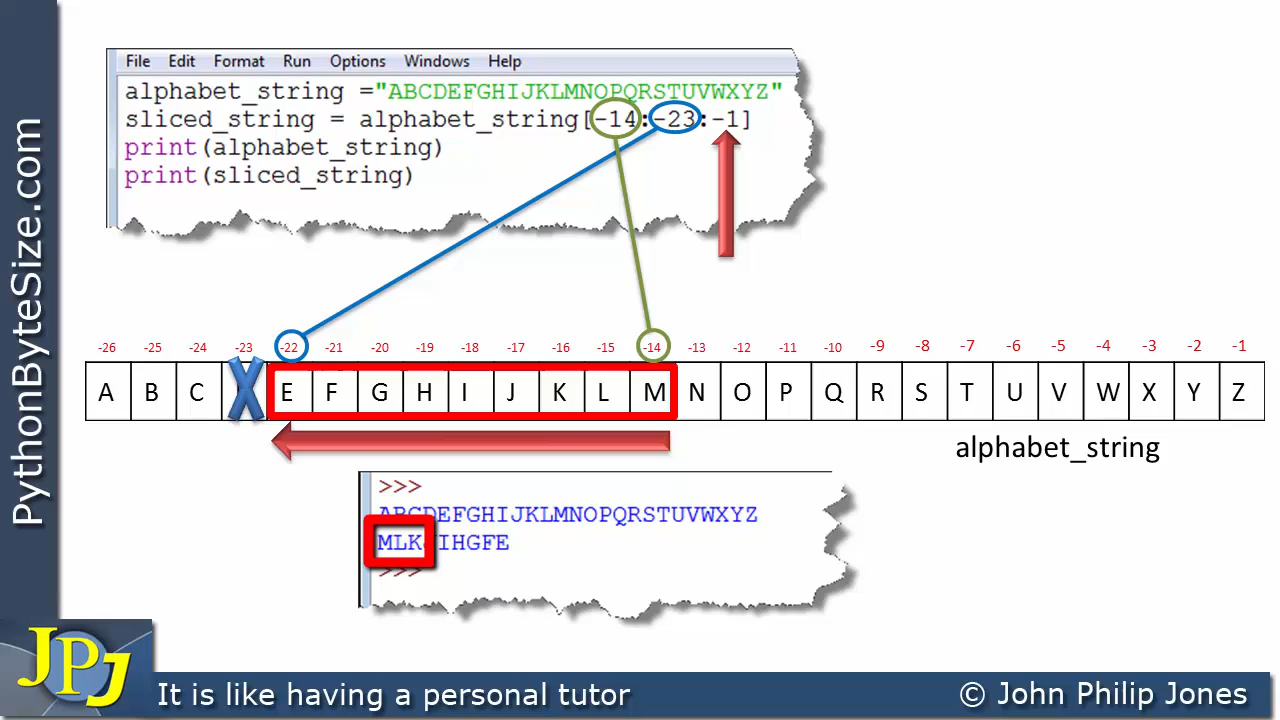 PythonByteSize.com
File Edit Format Run Options Windows Help
alphabet_string ="ABCDEFGHIJKLMNOPQRSTUVWXYZ"
sliced_string = alphabet_string[-14:-23:-1]
print(alphabet_string)
print(sliced_string)
-26 -25 -24 -23 -22 -21 -20 -19 -18 -17 -16 -15 -14 -13 -12 -11 -10 -9 -8 -7 -6 -5 -4 -3 -2 -1
A B C X E F G H I J K L M N O P Q R S T U V W X Y Z
alphabet_string
>>>
ABCDEFGHIJKLMNOPQRSTUVWXYZ
MLKJIHGFE
>>>
JPJ
It is like having a personal tutor
© John Philip Jones